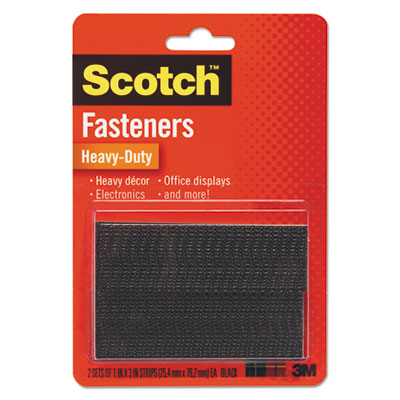 Scotch™
Fasteners
Heavy-Duty
• Heavy décor • Office displays
• Electronics • and more!
2 SETS OF 1 IN X 3 IN STRIPS (25,4 mm x 76,2 mm) EA BLACK
3M